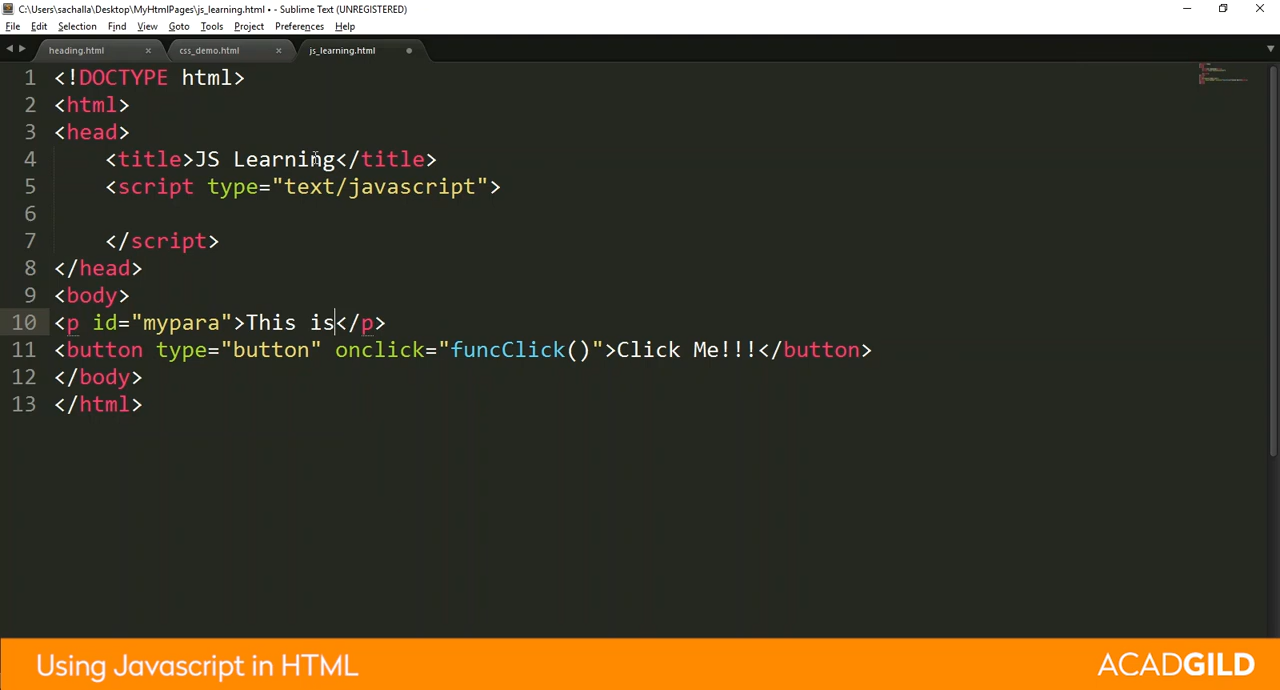 C:\Users\sachalla\Desktop\MyHtmlPages\js_learning.html • - Sublime Text (UNREGISTERED)
File Edit Selection Find View Goto Tools Project Preferences Help
heading.html css_demo.html js_learning.html
1 <!DOCTYPE html>
2 <html>
3 <head>
4 <title>JS Learning</title>
5 <script type="text/javascript">
6
7 </script>
8 </head>
9 <body>
10 <p id="mypara">This is</p>
11 <button type="button" onclick="funcClick()">Click Me!!!</button>
12 </body>
13 </html>
Using Javascript in HTML
ACADGILD